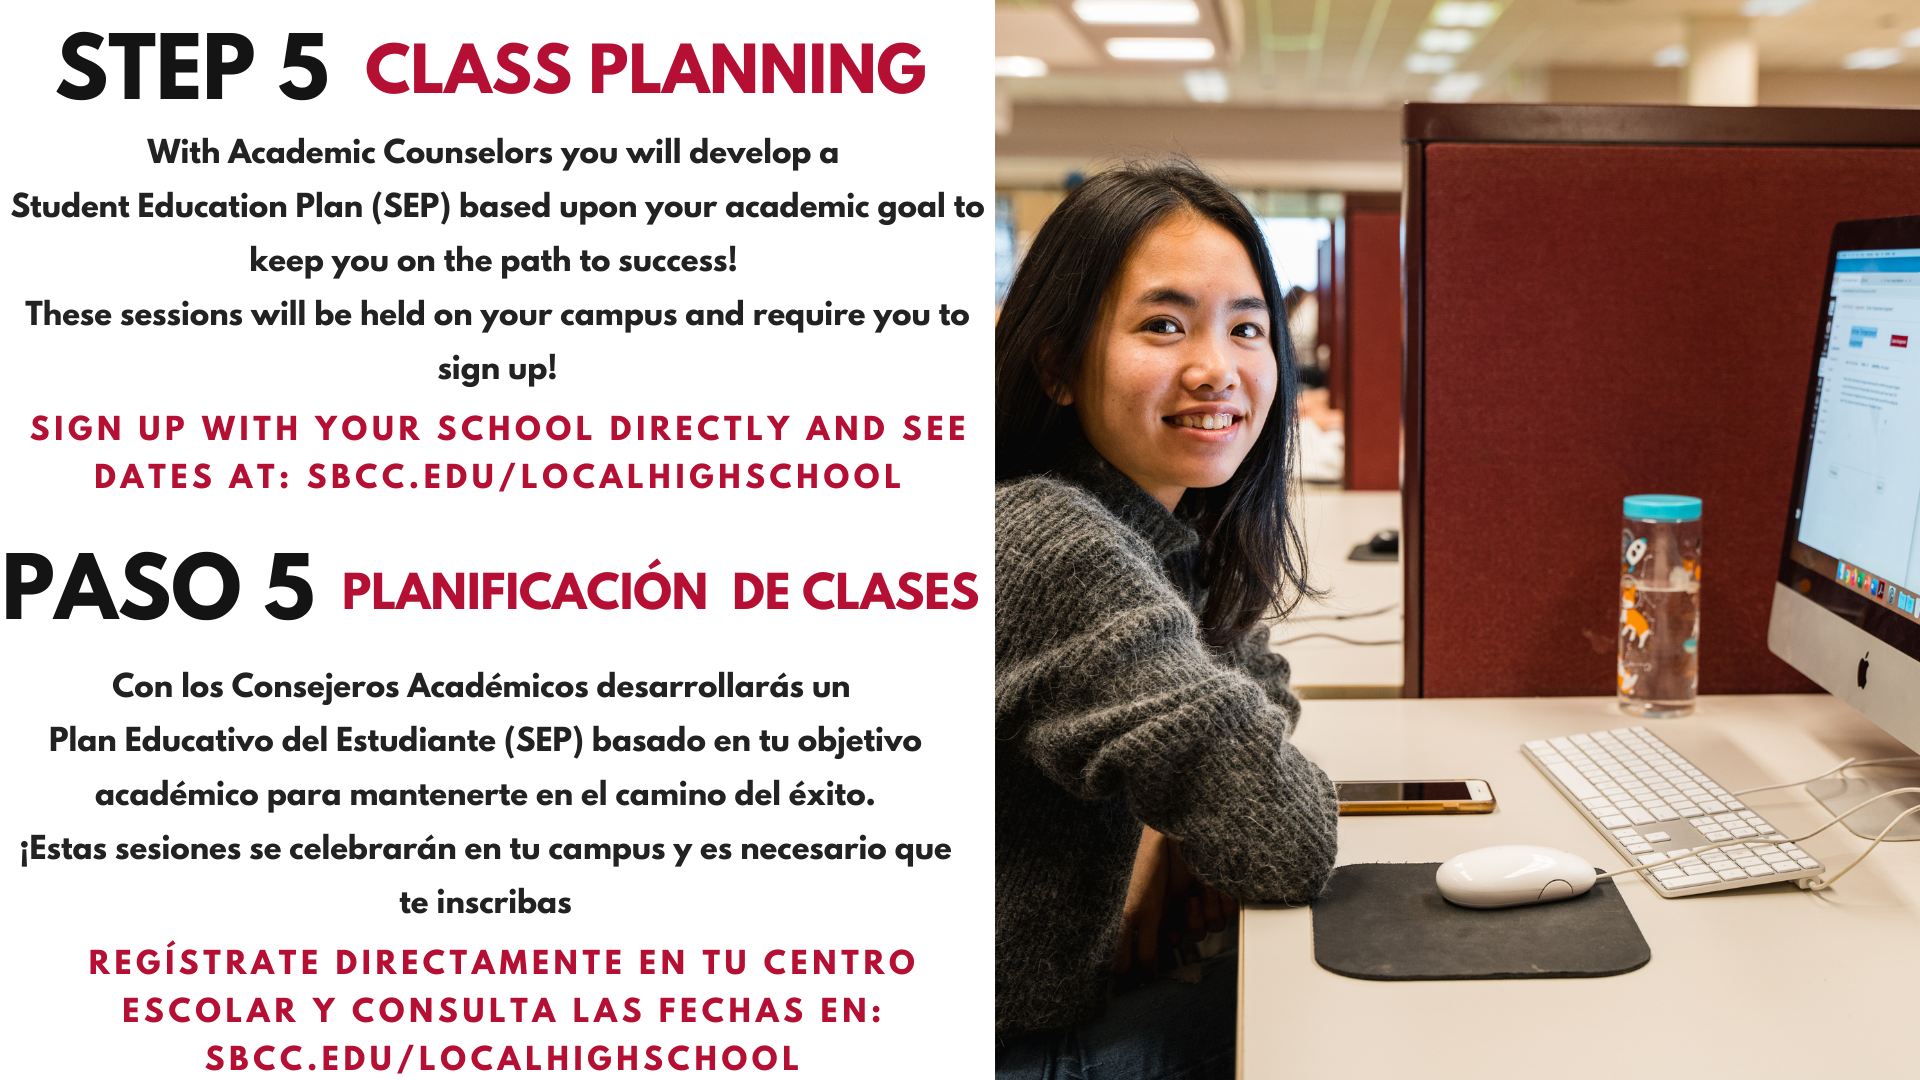 STEP 5 CLASS PLANNING
With Academic Counselors you will develop a
Student Education Plan (SEP) based upon your academic goal to
keep you on the path to success!
These sessions will be held on your campus and require you to
sign up!
SIGN UP WITH YOUR SCHOOL DIRECTLY AND SEE
DATES AT: SBCC.EDU/LOCALHIGHSCHOOL
PASO 5 PLANIFICACIÓN DE CLASES
Con los Consejeros Académicos desarrollarás un
Plan Educativo del Estudiante (SEP) basado en tu objetivo
académico para mantenerte en el camino del éxito.
¡Estas sesiones se celebrarán en tu campus y es necesario que
te inscribas
REGÍSTRATE DIRECTAMENTE EN TU CENTRO
ESCOLAR Y CONSULTA LAS FECHAS EN:
SBCC.EDU/LOCALHIGHSCHOOL